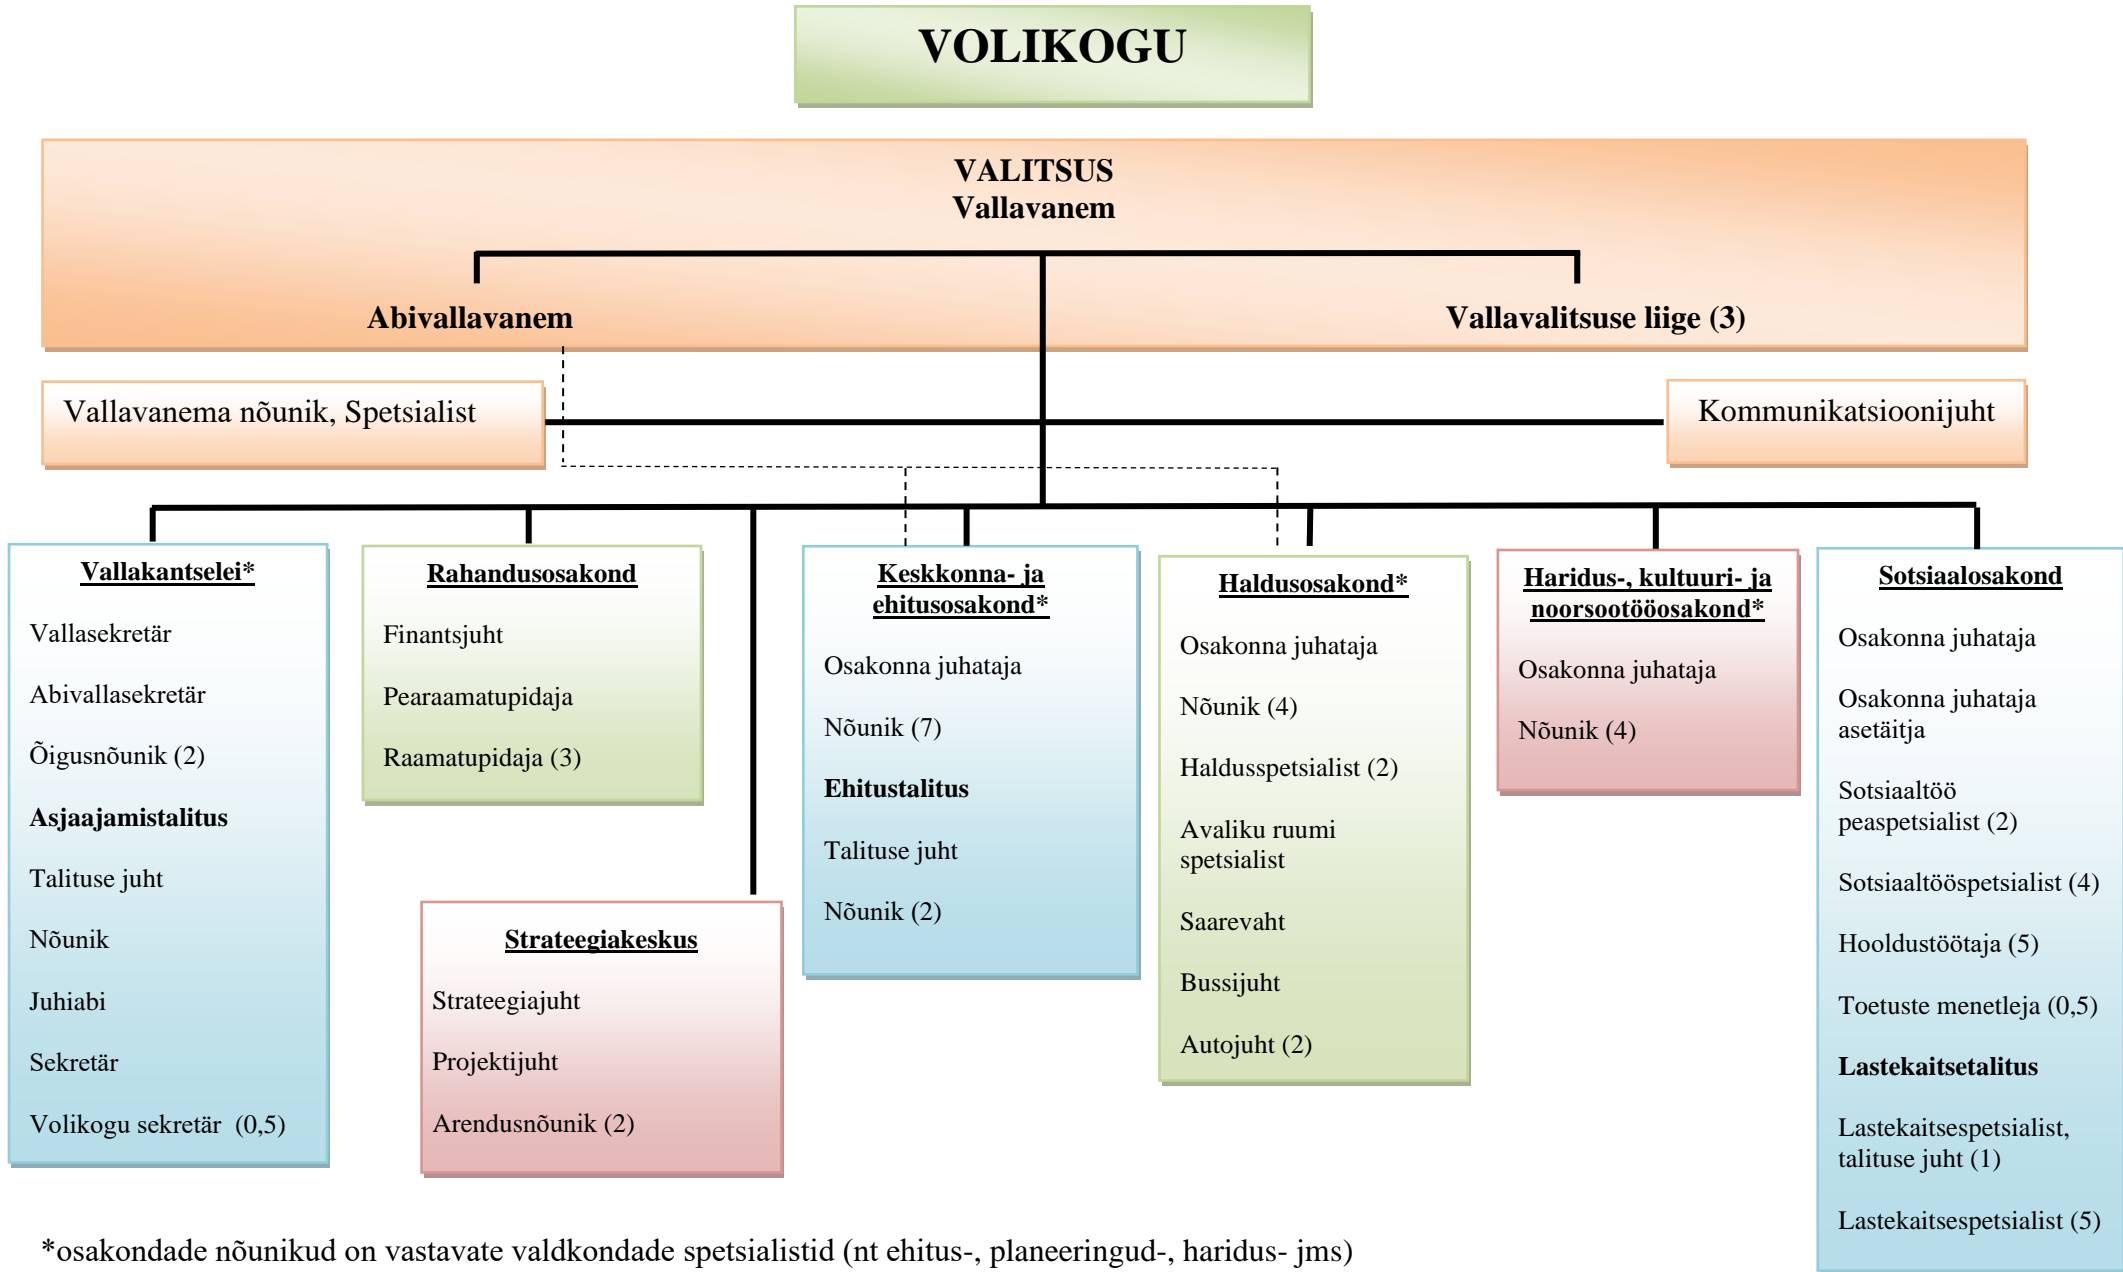 VOLIKOGU
VALITSUS
Vallavanem
Abivallavanem
Vallavalitsuse liige (3)
Vallavanema nõunik, Spetsialist
Kommunikatsioonijuht
Vallakantselei*
Vallasekretär
Abivallasekretär
Õigusnõunik (2)
Asjaajamistalitus
Talituse juht
Nõunik
Juhiabi
Sekretär
Volikogu sekretär (0,5)
Rahandusosakond
Finantsjuht
Pearaamatupidaja
Raamatupidaja (3)
Strateegiakeskus
Strateegiajuht
Projektijuht
Arendusnõunik (2)
Keskkonna- ja
ehitusosakond*
Osakonna juhataja
Nõunik (7)
Ehitustalitus
Talituse juht
Nõunik (2)
Haldusosakond*
Osakonna juhataja
Nõunik (4)
Haldusspetsialist (2)
Avaliku ruumi
spetsialist
Saarevaht
Bussijuht
Autojuht (2)
Haridus-, kultuuri- ja
noorsootööosakond*
Osakonna juhataja
Nõunik (4)
Sotsiaalosakond
Osakonna juhataja
Osakonna juhataja
asetäitja
Sotsiaaltöö
peaspetsialist (2)
Sotsiaaltööspetsialist (4)
Hooldustöötaja (5)
Toetuste menetleja (0,5)
Lastekaitsetalitus
Lastekaitsespetsialist,
talituse juht (1)
Lastekaitsespetsialist (5)
*osakondade nõunikud on vastavate valdkondade spetsialistid (nt ehitus-, planeeringud-, haridus- jms)